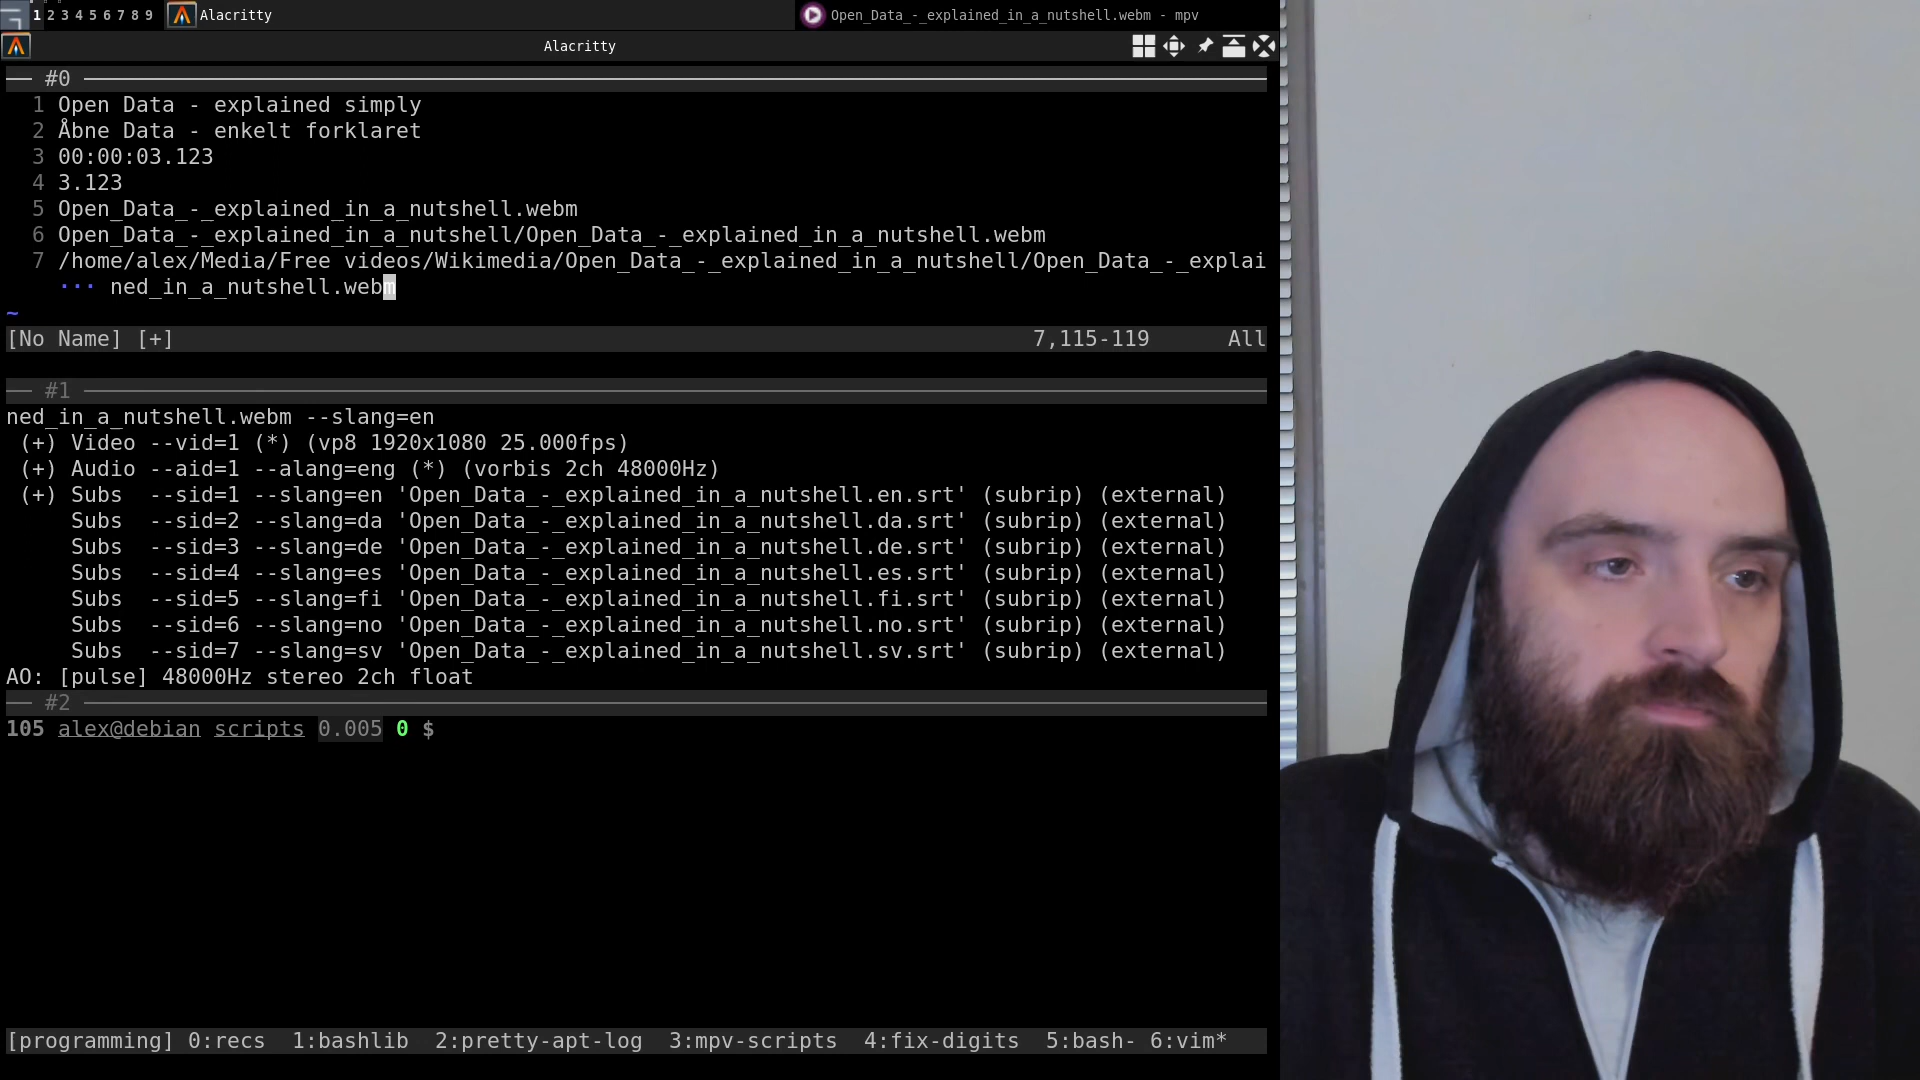 1 2 3 4 5 6 7 8 9 Alacritty Open_Data_-_explained_in_a_nutshell.webm - mpv
Alacritty
── #0 ──
1 Open Data - explained simply
2 Åbne Data - enkelt forklaret
3 00:00:03.123
4 3.123
5 Open_Data_-_explained_in_a_nutshell.webm
6 Open_Data_-_explained_in_a_nutshell/Open_Data_-_explained_in_a_nutshell.webm
7 /home/alex/Media/Free videos/Wikimedia/Open_Data_-_explained_in_a_nutshell/Open_Data_-_explai
··· ned_in_a_nutshell.webm
~
[No Name] [+] 7,115-119 All
── #1 ──
ned_in_a_nutshell.webm --slang=en
(+) Video --vid=1 (*) (vp8 1920x1080 25.000fps)
(+) Audio --aid=1 --alang=eng (*) (vorbis 2ch 48000Hz)
(+) Subs --sid=1 --slang=en 'Open_Data_-_explained_in_a_nutshell.en.srt' (subrip) (external)
Subs --sid=2 --slang=da 'Open_Data_-_explained_in_a_nutshell.da.srt' (subrip) (external)
Subs --sid=3 --slang=de 'Open_Data_-_explained_in_a_nutshell.de.srt' (subrip) (external)
Subs --sid=4 --slang=es 'Open_Data_-_explained_in_a_nutshell.es.srt' (subrip) (external)
Subs --sid=5 --slang=fi 'Open_Data_-_explained_in_a_nutshell.fi.srt' (subrip) (external)
Subs --sid=6 --slang=no 'Open_Data_-_explained_in_a_nutshell.no.srt' (subrip) (external)
Subs --sid=7 --slang=sv 'Open_Data_-_explained_in_a_nutshell.sv.srt' (subrip) (external)
AO: [pulse] 48000Hz stereo 2ch float
── #2 ──
105 alex@debian scripts 0.005 0 $
[programming] 0:recs 1:bashlib 2:pretty-apt-log 3:mpv-scripts 4:fix-digits 5:bash- 6:vim*